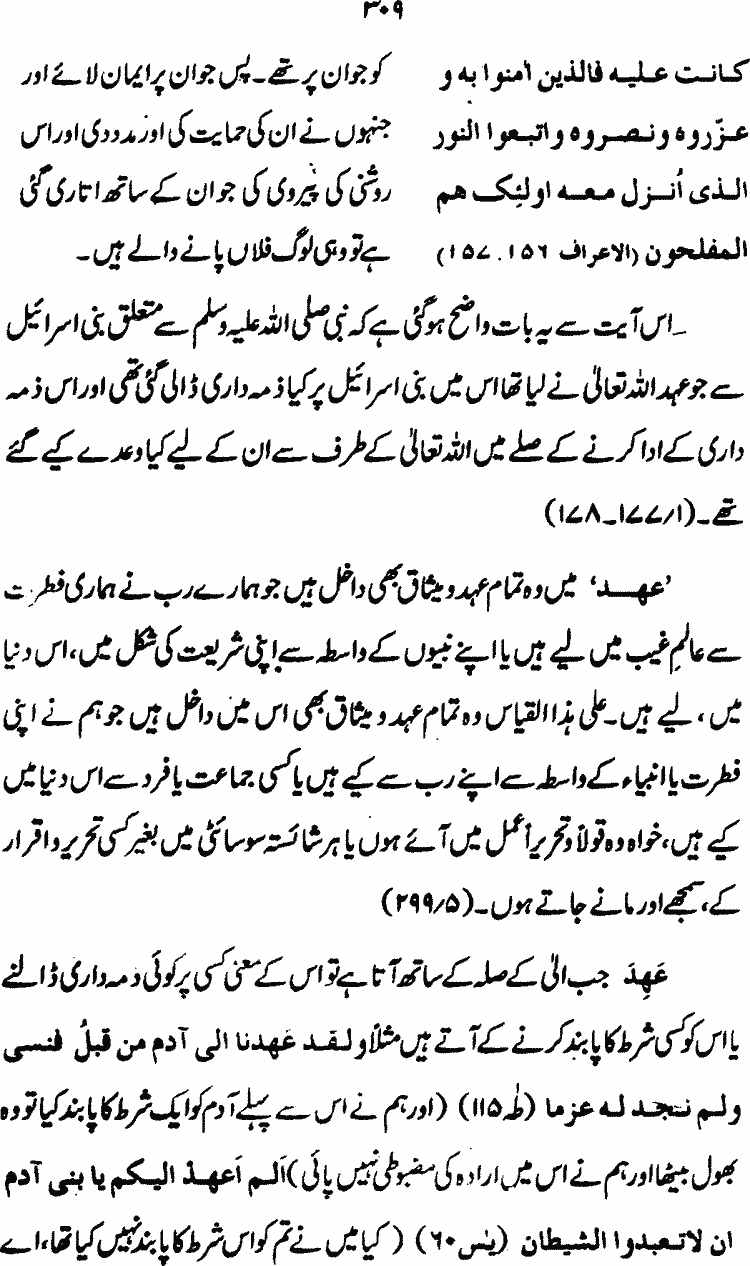 ۳۰۹
کانت علیہ فالذین اٰمنوا بہ و کو جوان پر تھے۔ پس جو ان پر ایمان لائے اور
عزّروہ ونصروہ واتبعوا النور جنہوں نے ان کی حمایت کی اور مدد دی اور اس
الذی اُنزل معہ اولئِک ھم روشنی کی پیروی کی جو ان کے ساتھ اتاری گئی
المفلحون (الاعراف ۱۵۶۔۱۵۷) ہے تو وہی لوگ فلاں پانے والے ہیں۔
۔اس آیت سے یہ بات واضح ہوگئی ہے کہ نبی صلی اللہ علیہ وسلم سے متعلق بنی اسرائیل
سے جو عہد اللہ تعالیٰ نے لیا تھا اس میں بنی اسرائیل پر کیا ذمہ داری ڈالی گئی تھی اور اس ذمہ
داری کے ادا کرنے کے صلے میں اللہ تعالیٰ کے طرف سے ان کے لیے کیا وعدے کیے گئے
تھے۔ (۱/۱۷۷۔۱۷۸)
’عھد‘ میں وہ تمام عہد و میثاق بھی داخل ہیں جو ہمارے رب نے ہماری فطرت
سے عالمِ غیب میں لیے ہیں یا اپنے نبیوں کے واسطہ سے اپنی شریعت کی شکل میں، اس دنیا
میں، لیے ہیں۔ علیٰ ہذا القیاس وہ تمام عہد و میثاق بھی اس میں داخل ہیں جو ہم نے اپنی
فطرت یا انبیاء کے واسطہ سے اپنے رب سے کیے ہیں یا کسی جماعت یا فرد سے اس دنیا میں
کیے ہیں، خواہ وہ قولاً و تحریراً عمل میں آئے ہوں یا ہر شائستہ سوسائٹی میں بغیر کسی تحریر و اقرار
کے، سمجھے اور مانے جاتے ہوں۔ (۵/۲۹۹)
عَھِدَ جب الیٰ کے صلہ کے ساتھ آتا ہے تو اس کے معنی کسی پر کوئی ذمہ داری ڈالنے
یا اس کو کسی شرط کا پابند کرنے کے آتے ہیں مثلاً ولقد عَھدنا الی آدم من قبلُ فنسی
ولم نجد لہ عزما (طٰہٰ ۱۱۵) (اور ہم نے اس سے پہلے آدم کو ایک شرط کا پابند کیا تو وہ
بھول بیٹھا اور ہم نے اس میں ارادہ کی مضبوطی نہیں پائی) اَلم اَعھدْ الیکم یا بنی آدم
ان لاتعبدوا الشیطان (یٰس ۶۰) (کیا میں نے تم کو اس شرط کا پابند نہیں کیا تھا، اے